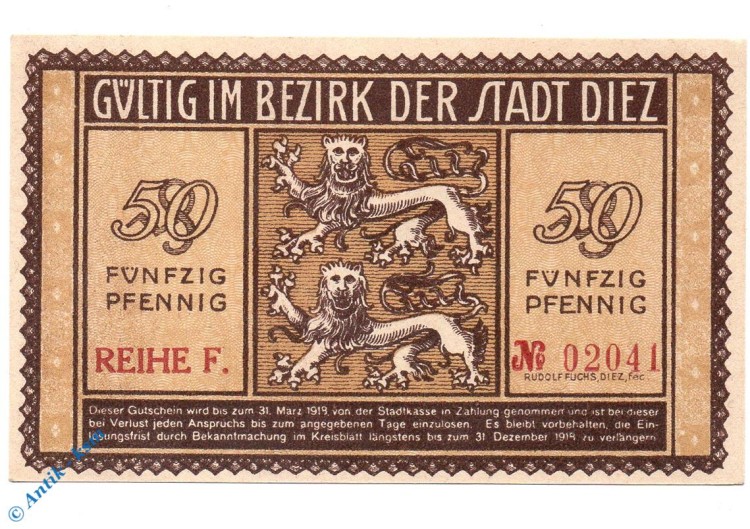 GÜLTIG IM BEZIRK DER STADT DIEZ
50
FÜNFZIG
PFENNIG
REIHE F.
50
FÜNFZIG
PFENNIG
№ 02041
RUDOLF FUCHS, DIEZ, fac.
Dieser Gutschein wird bis zum 31. März 1919 von der Stadtkasse in Zahlung genommen und ist bei dieser
bei Verlust jeden Anspruchs bis zum angegebenen Tage einzulösen. Es bleibt vorbehalten, die Ein-
lösungsfrist durch Bekanntmachung im Kreisblatt längstens bis zum 31. Dezember 1919 zu verlängern.
© Antik-Kvw